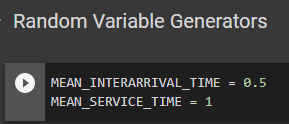 Random Variable Generators
MEAN_INTERARRIVAL_TIME = 0.5
MEAN_SERVICE_TIME = 1